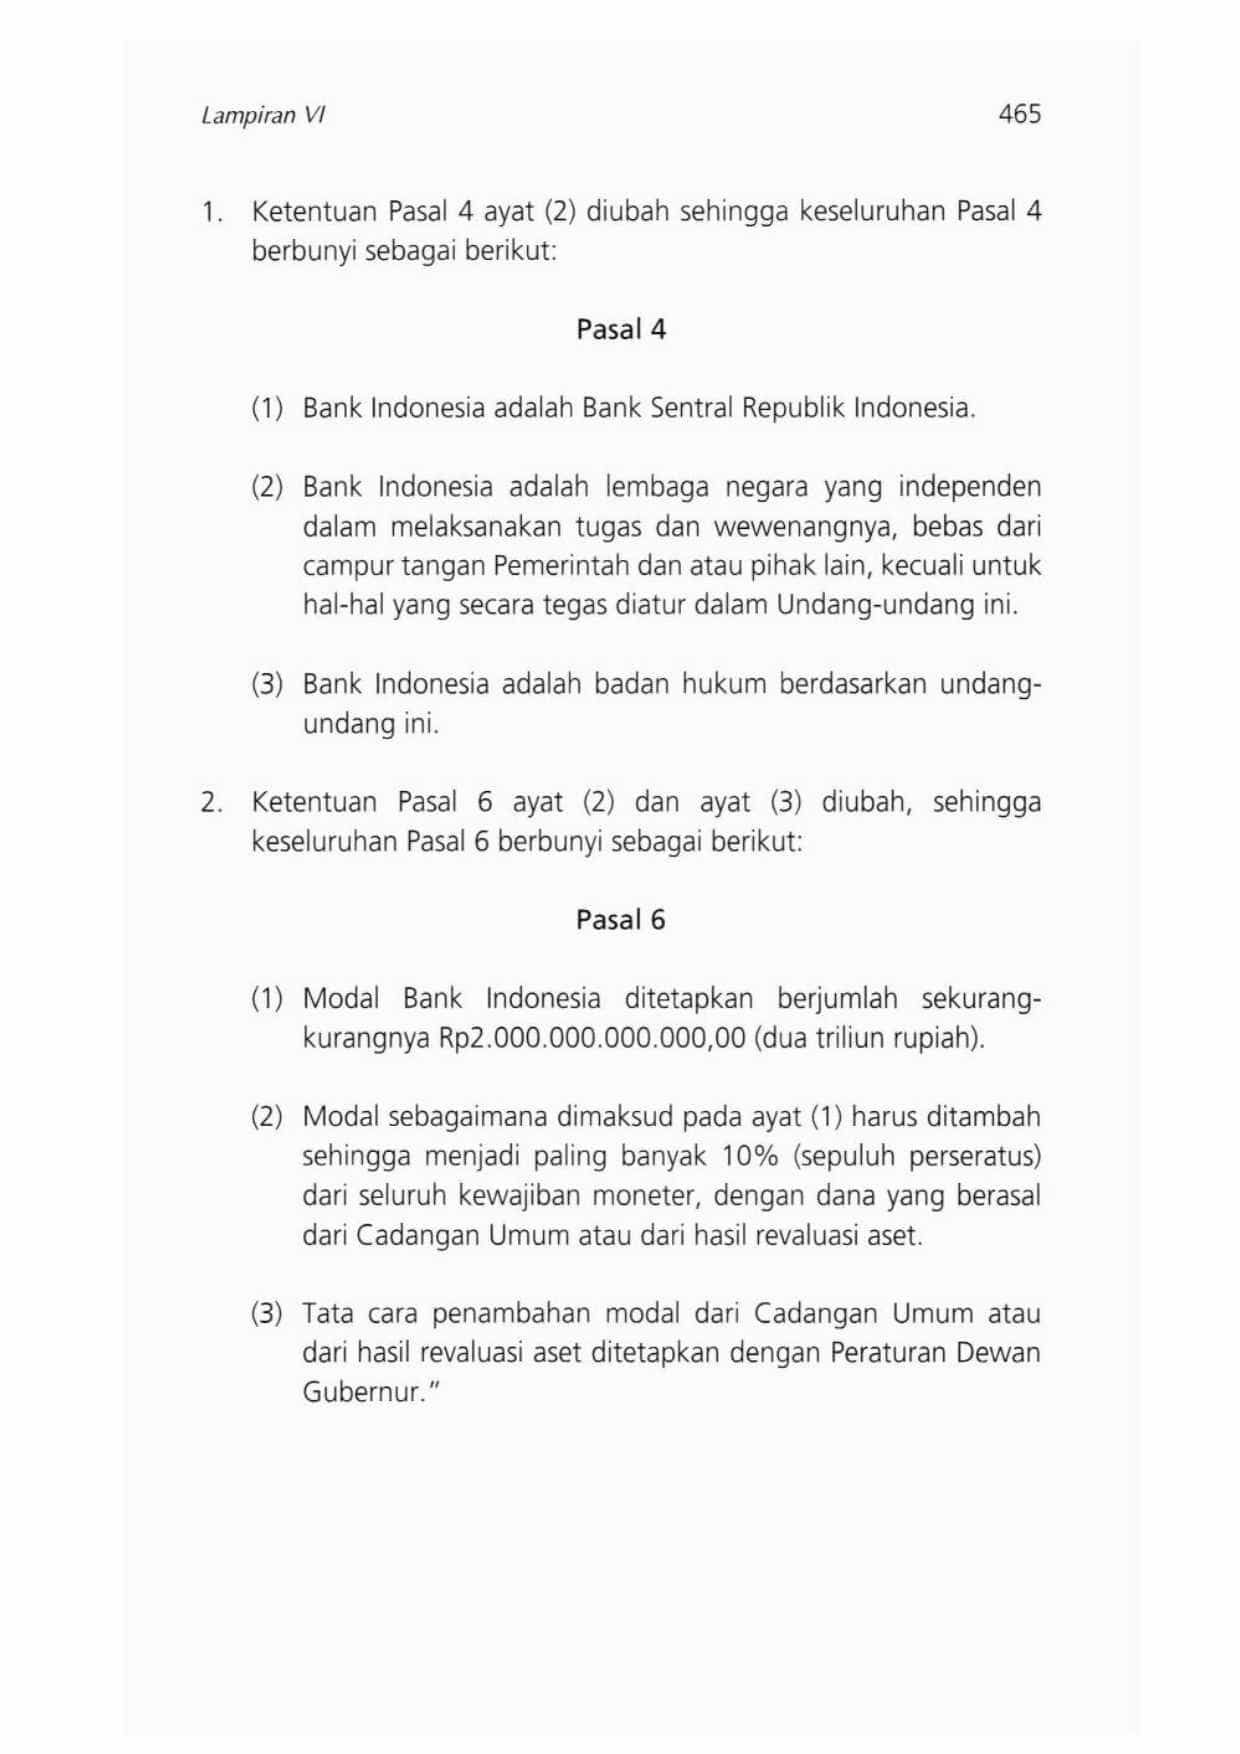 Lampiran VI 465
1. Ketentuan Pasal 4 ayat (2) diubah sehingga keseluruhan Pasal 4
berbunyi sebagai berikut:
Pasal 4
(1) Bank Indonesia adalah Bank Sentral Republik Indonesia.
(2) Bank Indonesia adalah lembaga negara yang independen
dalam melaksanakan tugas dan wewenangnya, bebas dari
campur tangan Pemerintah dan atau pihak lain, kecuali untuk
hal-hal yang secara tegas diatur dalam Undang-undang ini.
(3) Bank Indonesia adalah badan hukum berdasarkan undang-
undang ini.
2. Ketentuan Pasal 6 ayat (2) dan ayat (3) diubah, sehingga
keseluruhan Pasal 6 berbunyi sebagai berikut:
Pasal 6
(1) Modal Bank Indonesia ditetapkan berjumlah sekurang-
kurangnya Rp2.000.000.000.000,00 (dua triliun rupiah).
(2) Modal sebagaimana dimaksud pada ayat (1) harus ditambah
sehingga menjadi paling banyak 10% (sepuluh perseratus)
dari seluruh kewajiban moneter, dengan dana yang berasal
dari Cadangan Umum atau dari hasil revaluasi aset.
(3) Tata cara penambahan modal dari Cadangan Umum atau
dari hasil revaluasi aset ditetapkan dengan Peraturan Dewan
Gubernur.”